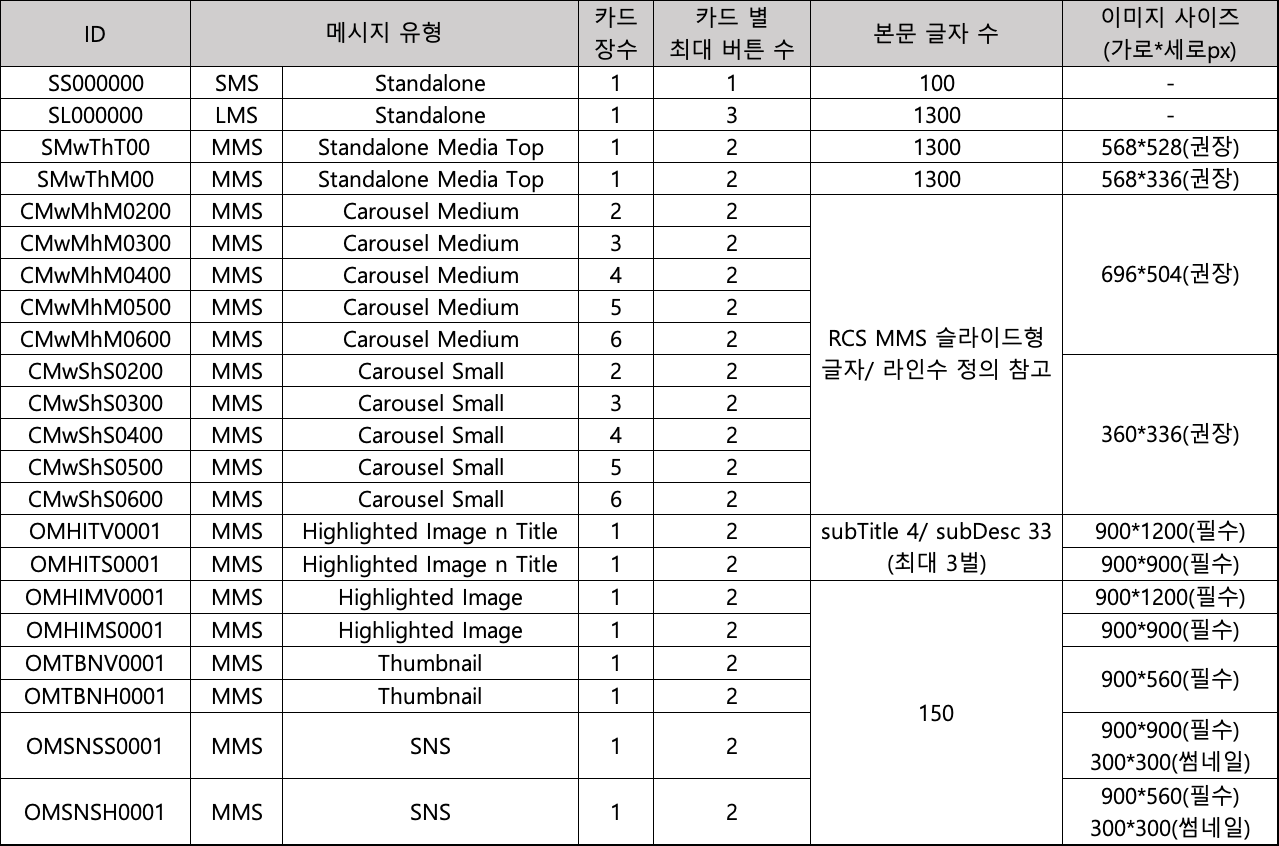 ID 메시지 유형 카드 장수 카드 별 최대 버튼 수 본문 글자 수 이미지 사이즈 (가로*세로px)
SS000000 SMS Standalone 1 1 100 -
SL000000 LMS Standalone 1 3 1300 -
SMwThT00 MMS Standalone Media Top 1 2 1300 568*528(권장)
SMwThM00 MMS Standalone Media Top 1 2 1300 568*336(권장)
CMwMhM0200 MMS Carousel Medium 2 2
CMwMhM0300 MMS Carousel Medium 3 2
CMwMhM0400 MMS Carousel Medium 4 2 696*504(권장)
CMwMhM0500 MMS Carousel Medium 5 2
CMwMhM0600 MMS Carousel Medium 6 2 RCS MMS 슬라이드형
CMwShS0200 MMS Carousel Small 2 2 글자/ 라인수 정의 참고
CMwShS0300 MMS Carousel Small 3 2
CMwShS0400 MMS Carousel Small 4 2 360*336(권장)
CMwShS0500 MMS Carousel Small 5 2
CMwShS0600 MMS Carousel Small 6 2
OMHITV0001 MMS Highlighted Image n Title 1 2 subTitle 4/ subDesc 33 900*1200(필수)
OMHITS0001 MMS Highlighted Image n Title 1 2 (최대 3벌) 900*900(필수)
OMHIMV0001 MMS Highlighted Image 1 2 900*1200(필수)
OMHIMS0001 MMS Highlighted Image 1 2 900*900(필수)
OMTBNV0001 MMS Thumbnail 1 2 900*560(필수)
OMTBNH0001 MMS Thumbnail 1 2
150
OMSNSS0001 MMS SNS 1 2 900*900(필수)
300*300(썸네일)
OMSNSH0001 MMS SNS 1 2 900*560(필수)
300*300(썸네일)